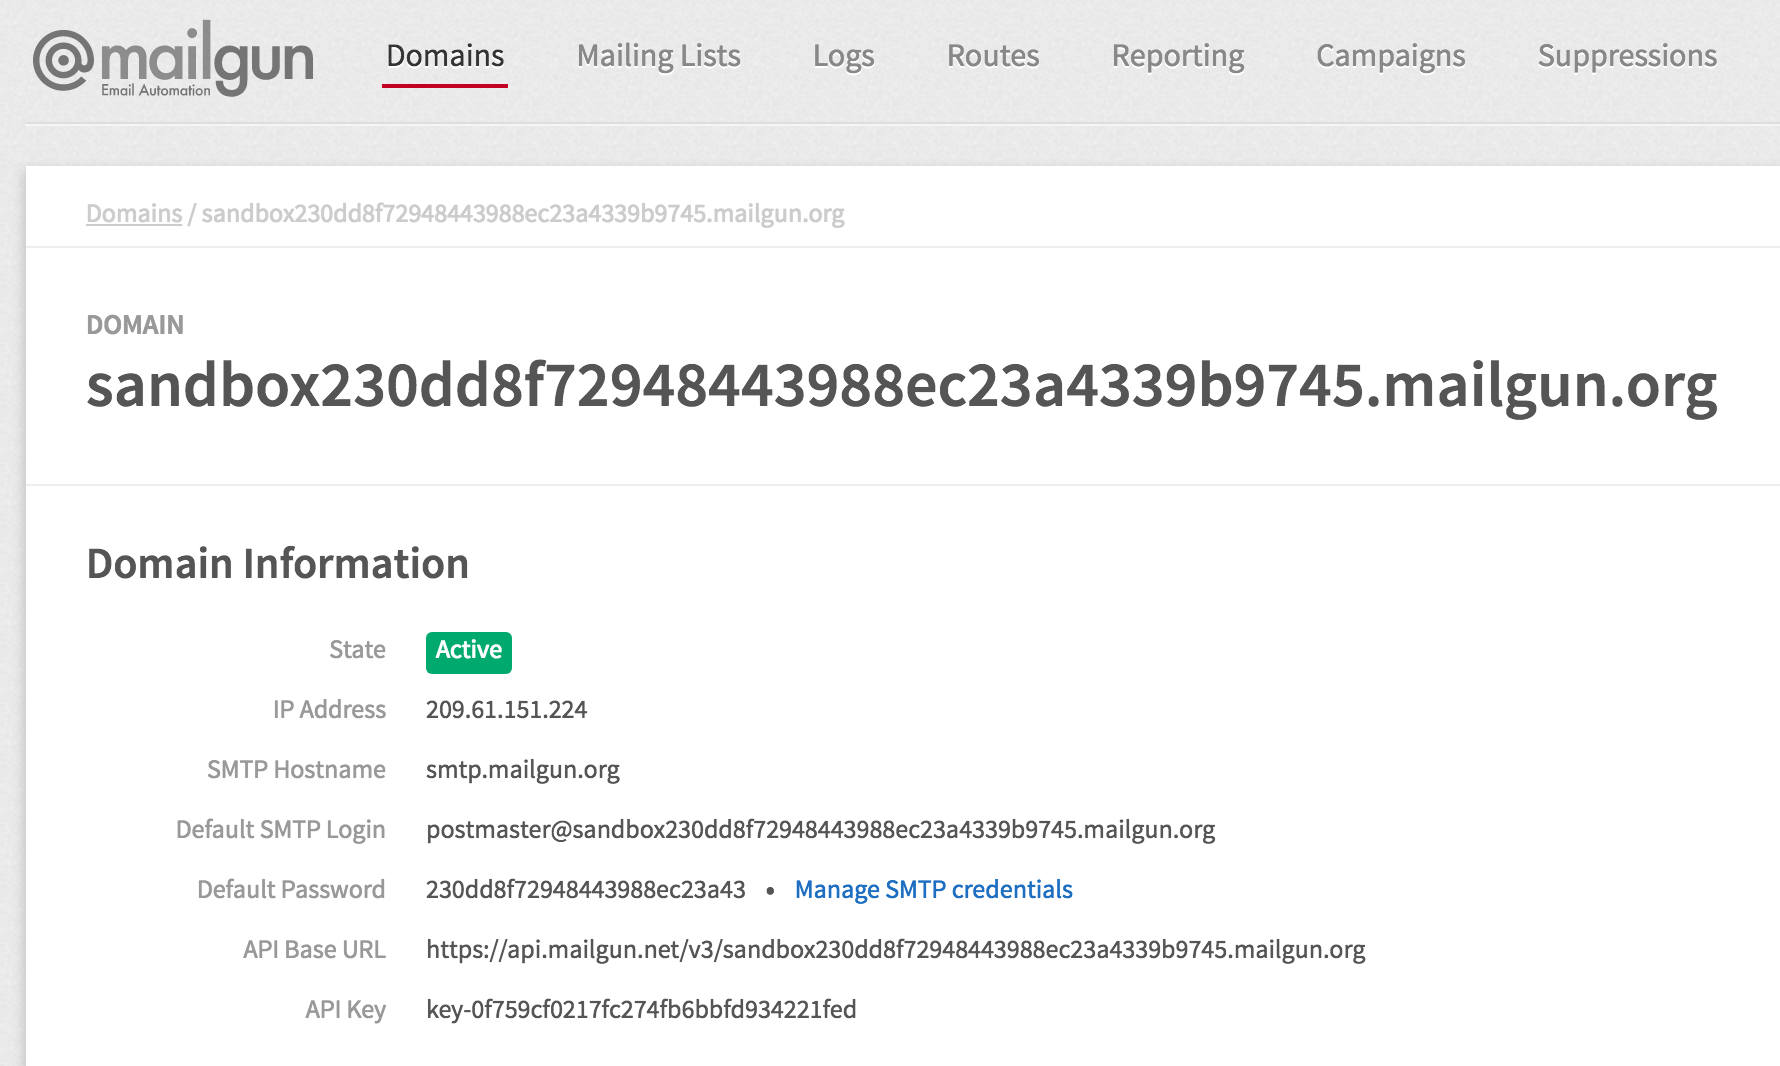 @mailgun
Email Automation
Domains Mailing Lists Logs Routes Reporting Campaigns Suppressions
Domains / sandbox230dd8f72948443988ec23a4339b9745.mailgun.org
DOMAIN
sandbox230dd8f72948443988ec23a4339b9745.mailgun.org
Domain Information
State Active
IP Address 209.61.151.224
SMTP Hostname smtp.mailgun.org
Default SMTP Login postmaster@sandbox230dd8f72948443988ec23a4339b9745.mailgun.org
Default Password 230dd8f72948443988ec23a43 • Manage SMTP credentials
API Base URL https://api.mailgun.net/v3/sandbox230dd8f72948443988ec23a4339b9745.mailgun.org
API Key key-0f759cf0217fc274fb6bbfd934221fed